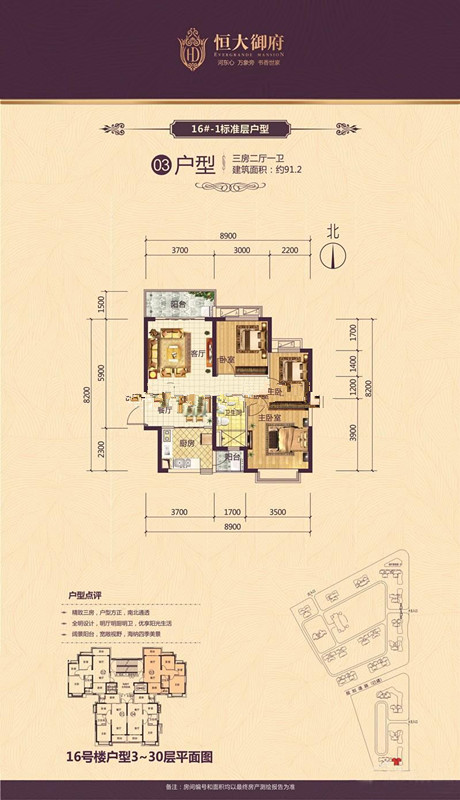 恒大御府
EVERGRANDE MANSION
河东心 万象旁 书香世家
16#-1标准层户型
03 户型
三房二厅一卫
建筑面积：约91.2
北
8900
3700 3000 2200
1500
5900
2300
8200
1700
1400
1200
3900
8200
阳台
客厅
卧室
主卧
餐厅
卫生间
主卧室
厨房
阳台
3700 1700 3500
8900
户型点评
精致三房，户型方正，南北通透
全明设计，明厅明厨明卫，优享阳光生活
阔景阳台，宽敞视野，海纳四季美景
16号楼户型3~30层平面图
备注：房间编号和面积均以最终房产测绘报告为准